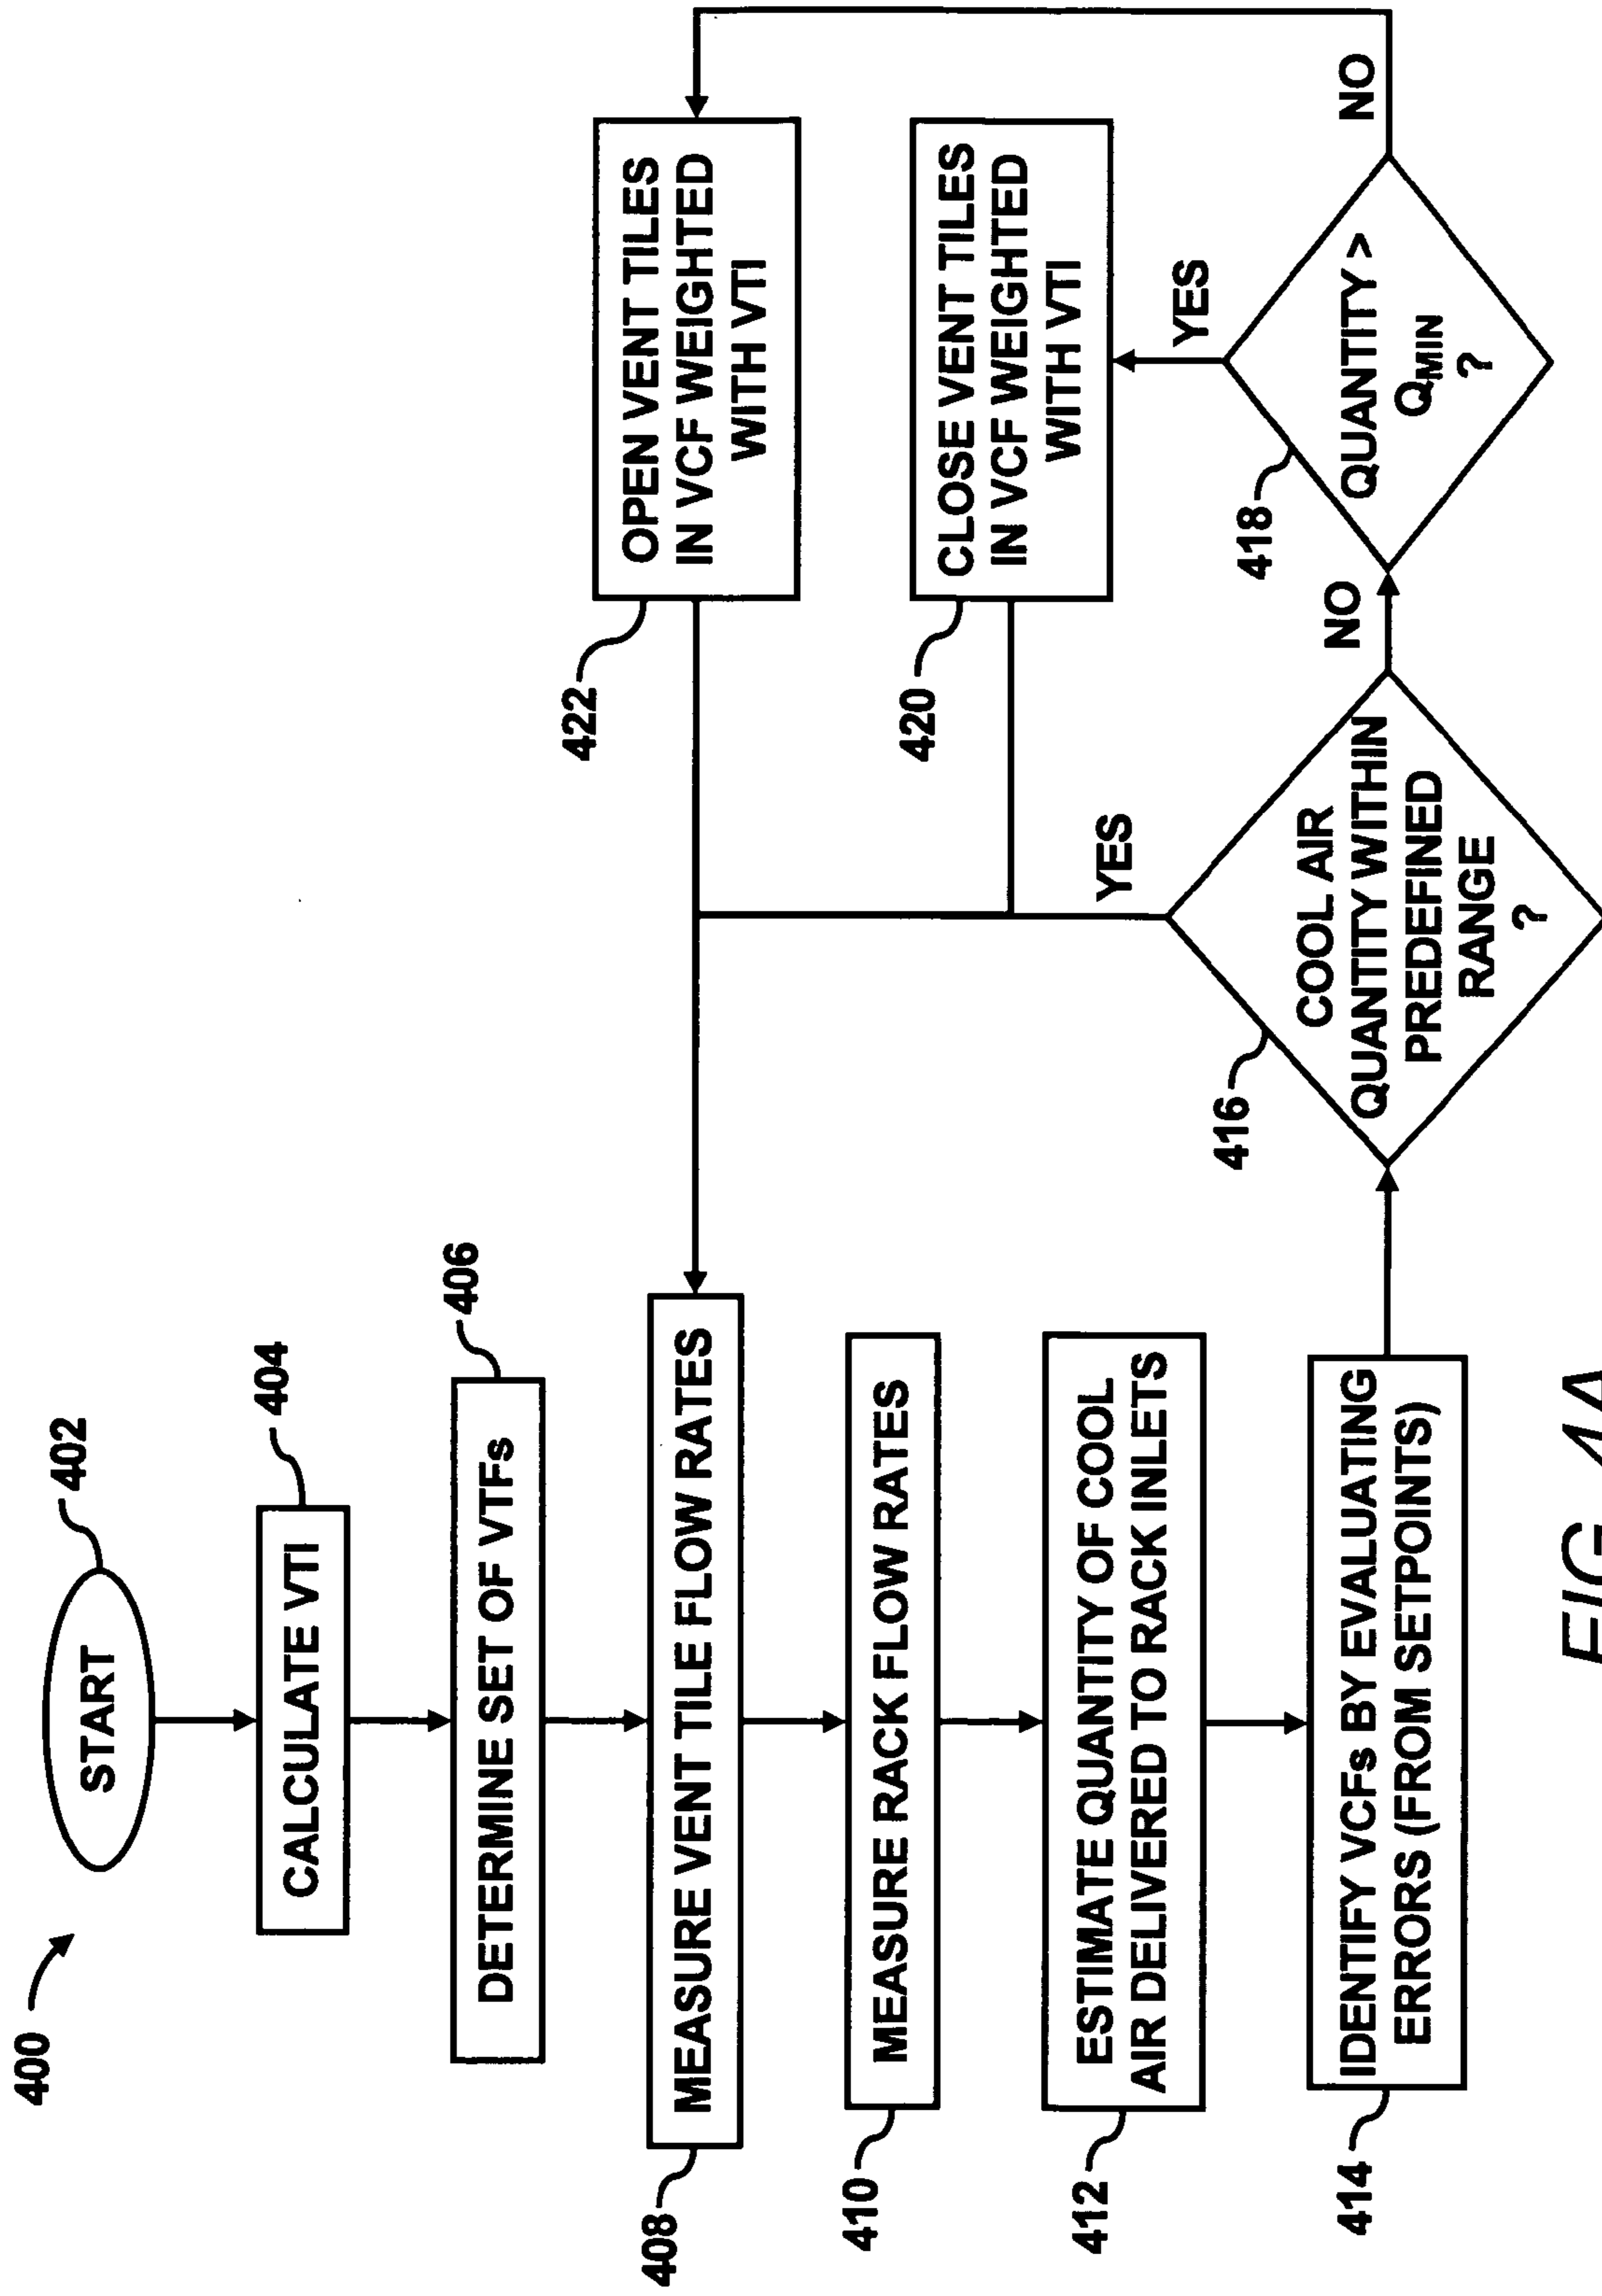 400
START
402
CALCULATE VTI
404
DETERMINE SET OF VTFs
406
MEASURE VENT TILE FLOW RATES
408
MEASURE RACK FLOW RATES
410
ESTIMATE QUANTITY OF COOL
AIR DELIVERED TO RACK INLETS
412
IDENTIFY VCFs BY EVALUATING
ERRORS (FROM SETPOINTS)
414
COOL AIR
QUANTITY WITHIN
PREDEFINED
RANGE
?
416
YES
NO
QUANTITY >
QMIN
?
418
YES
NO
CLOSE VENT TILES
IN VCF WEIGHTED
WITH VTI
420
OPEN VENT TILES
IN VCF WEIGHTED
WITH VTI
422
FIG. 4A